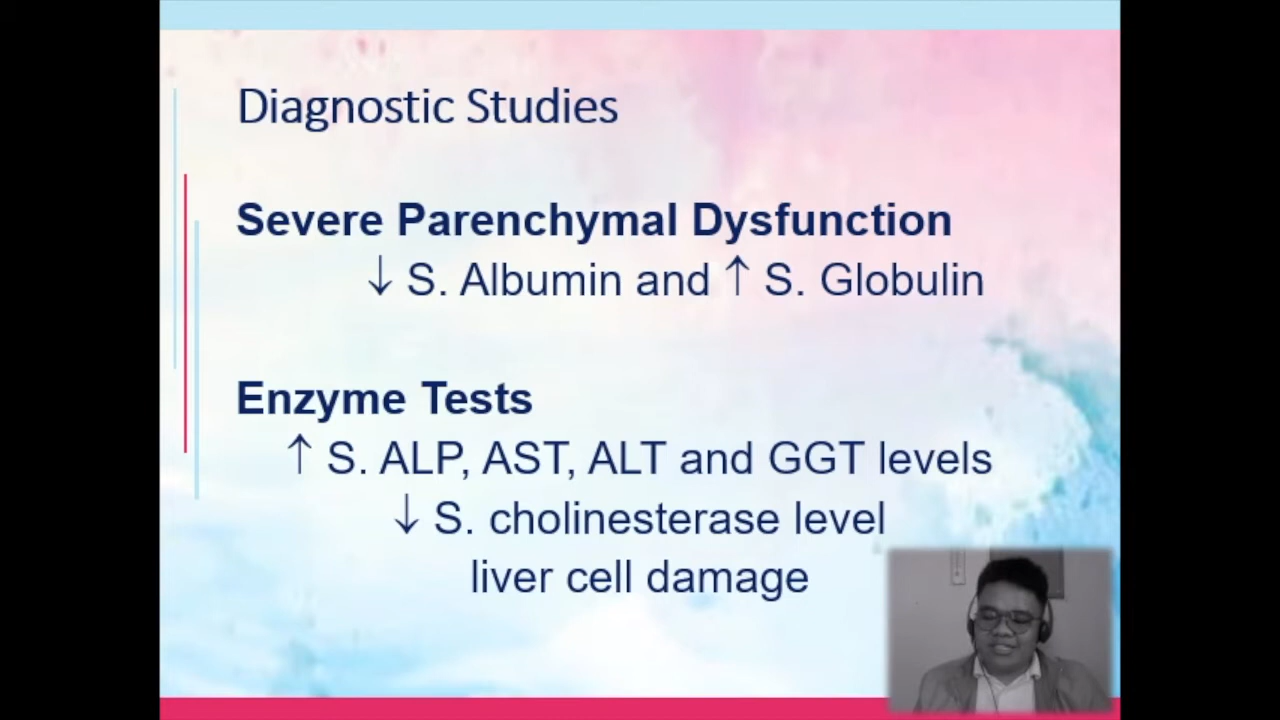 Diagnostic Studies
Severe Parenchymal Dysfunction
↓ S. Albumin and ↑ S. Globulin
Enzyme Tests
↑ S. ALP, AST, ALT and GGT levels
↓ S. cholinesterase level
liver cell damage